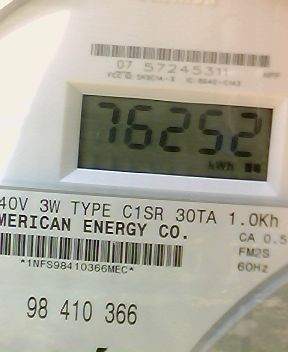 07 57245311
76252
kWh
40V 3W TYPE C1SR 30TA 1.0Kh
MERICAN ENERGY CO.
CA 0.5
FM2S
*1NFS98410366MEC*
60Hz
98 410 366